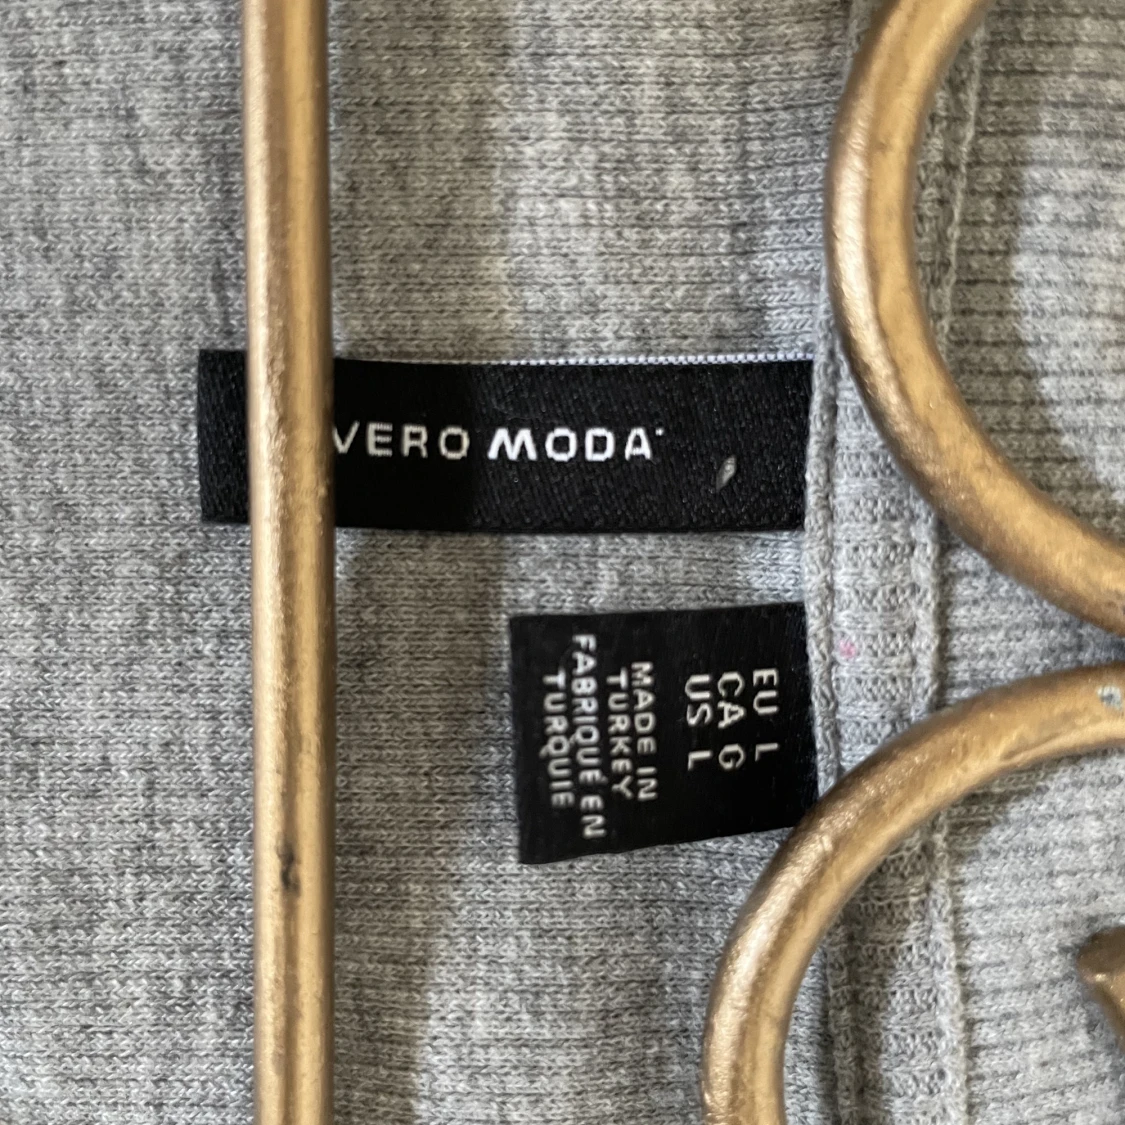 VERO MODA
EU L
CA G
US L
MADE IN
TURKEY
FABRIQUÉ EN
TURQUIE